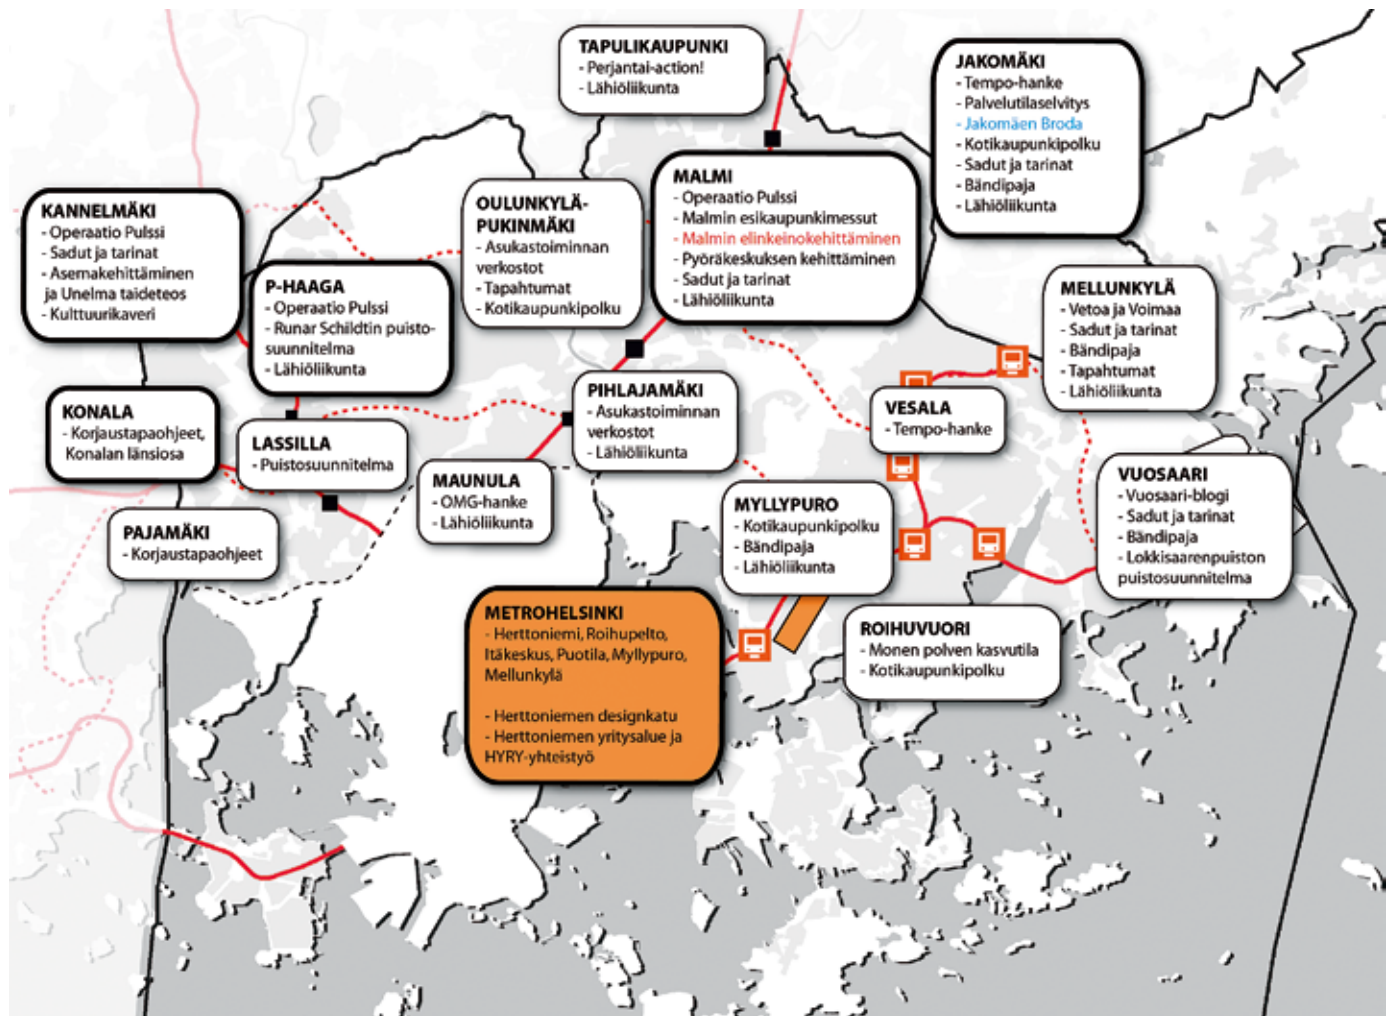 TAPULIKAUPUNKI
- Perjantai-action!
- Lähiöliikunta
JAKOMÄKI
- Tempo-hanke
- Palvelutilaselvitys
- Jakomäen Broda
- Kotikaupunkipolku
- Sadut ja tarinat
- Bändipaja
- Lähiöliikunta
KANNELMÄKI
- Operaatio Pulssi
- Sadut ja tarinat
- Asemakehittäminen
ja Unelma taideteos
- Kulttuurikaveri
OULUNKYLÄ-
PUKINMÄKI
- Asukastoiminnan
verkostot
- Tapahtumat
- Kotikaupunkipolku
MALMI
- Operaatio Pulssi
- Malmin esikaupunkimessut
- Malmin elinkeinokehittäminen
- Pyöräkeskuksen kehittäminen
- Sadut ja tarinat
- Lähiöliikunta
P-HAAGA
- Operaatio Pulssi
- Runar Schildtin puisto-
suunnitelma
- Lähiöliikunta
MELLUNKYLÄ
- Vetoa ja Voimaa
- Sadut ja tarinat
- Bändipaja
- Tapahtumat
- Lähiöliikunta
KONALA
- Korjaustapaohjeet,
Konalan länsiosa
LASSILLA
- Puistosuunnitelma
PIHLAJAMÄKI
- Asukastoiminnan
verkostot
- Lähiöliikunta
VESALA
- Tempo-hanke
MAUNULA
- OMG-hanke
- Lähiöliikunta
VUOSAARI
- Vuosaari-blogi
- Sadut ja tarinat
- Bändipaja
- Lokkisaarenpuiston
puistosuunnitelma
PAJAMÄKI
- Korjaustapaohjeet
MYLLYPURO
- Kotikaupunkipolku
- Bändipaja
- Lähiöliikunta
METROHELSINKI
- Herttoniemi, Roihupelto,
Itäkeskus, Puotila, Myllypuro,
Mellunkylä
- Herttoniemen designkatu
- Herttoniemen yritysalue ja
HYRY-yhteistyö
ROIHUVUORI
- Monen polven kasvutila
- Kotikaupunkipolku